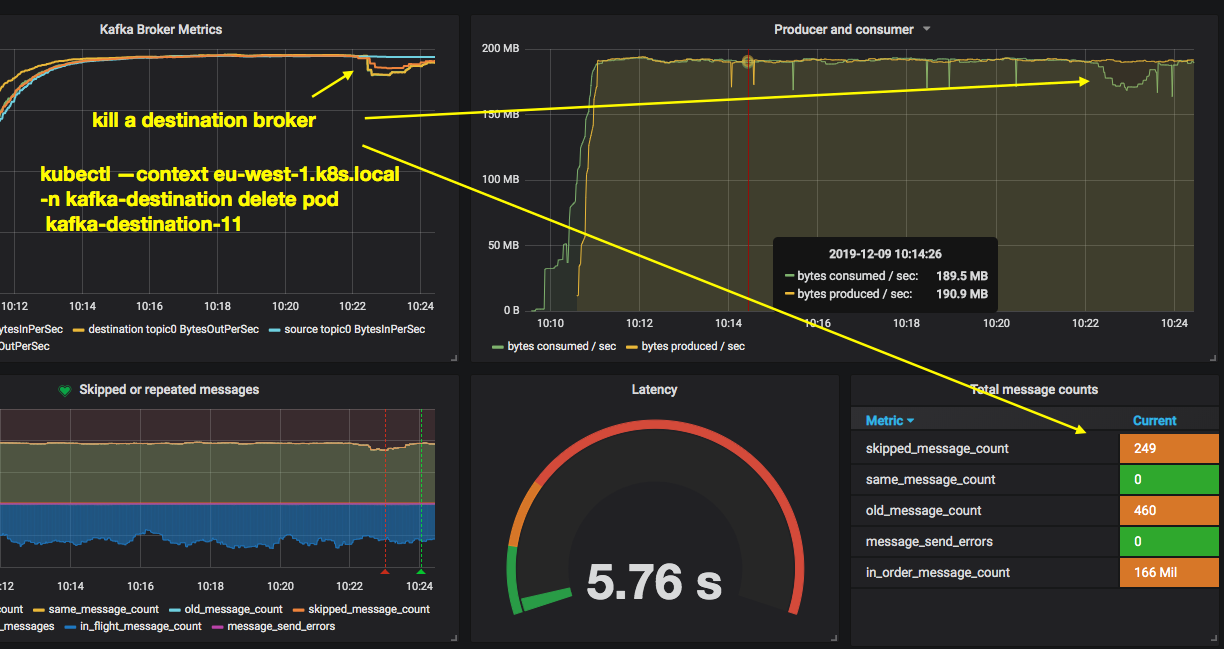 Kafka Broker Metrics
kill a destination broker
kubectl —context eu-west-1.k8s.local
-n kafka-destination delete pod
kafka-destination-11
10:12 10:14 10:16 10:18 10:20 10:22 10:24
ytesInPerSec destination topic0 BytesOutPerSec source topic0 BytesInPerSec
OutPerSec
Producer and consumer
200 MB
150 MB
100 MB
50 MB
0 B
2019-12-09 10:14:26
bytes consumed / sec: 189.5 MB
bytes produced / sec: 190.9 MB
10:10 10:12 10:14 10:16 10:18 10:20 10:22 10:24
bytes consumed / sec bytes produced / sec
Skipped or repeated messages
:12 10:14 10:16 10:18 10:20 10:22 10:24
count same_message_count old_message_count skipped_message_count
_messages in_flight_message_count message_send_errors
Latency
5.76 s
Total message counts
Metric Current
skipped_message_count 249
same_message_count 0
old_message_count 460
message_send_errors 0
in_order_message_count 166 Mil